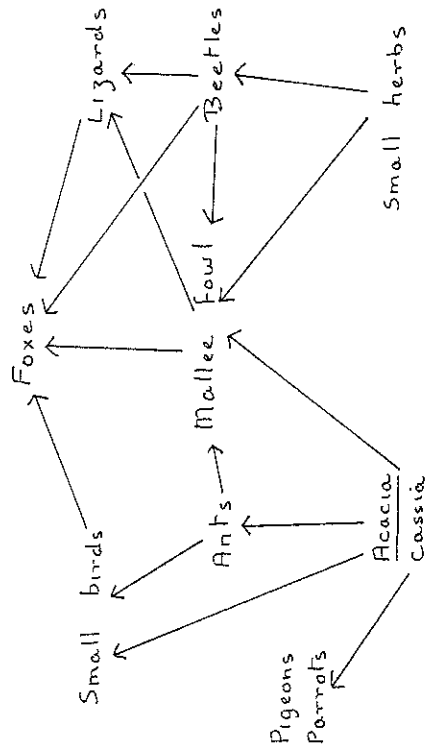 Foxes
Lizards
Small birds
Ants
Mallee fowl
Beetles
Pigeons
Parrots
Acacia
Cassia
Small herbs